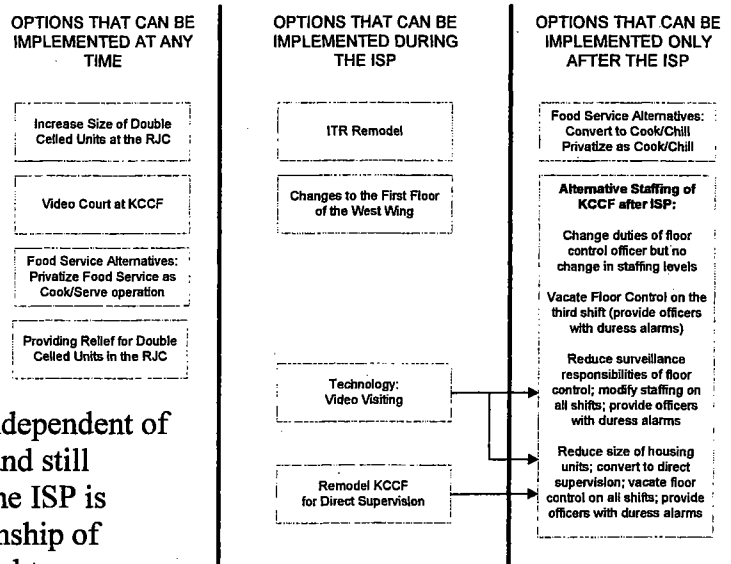 OPTIONS THAT CAN BE
IMPLEMENTED AT ANY
TIME
Increase Size of Double
Celled Units at the RJC
Video Court at KCCF
Food Service Alternatives:
Privatize Food Service as
Cook/Serve operation
Providing Relief for Double
Celled Units in the RJC
dependent of
nd still
ne ISP is
nship of
OPTIONS THAT CAN BE
IMPLEMENTED DURING
THE ISP
ITR Remodel
Changes to the First Floor
of the West Wing
Technology:
Video Visiting
Remodel KCCF
for Direct Supervision
OPTIONS THAT CAN BE
IMPLEMENTED ONLY
AFTER THE ISP
Food Service Alternatives:
Convert to Cook/Chill
Privatize as Cook/Chill
Alternative Staffing of
KCCF after ISP:
Change duties of floor
control officer but no
change in staffing levels
Vacate Floor Control on the
third shift (provide officers
with duress alarms)
Reduce surveillance
responsibilities of floor
control; modify staffing on
all shifts; provide officers
with duress alarms
Reduce size of housing
units; convert to direct
supervision; vacate floor
control on all shifts; provide
officers with duress alarms